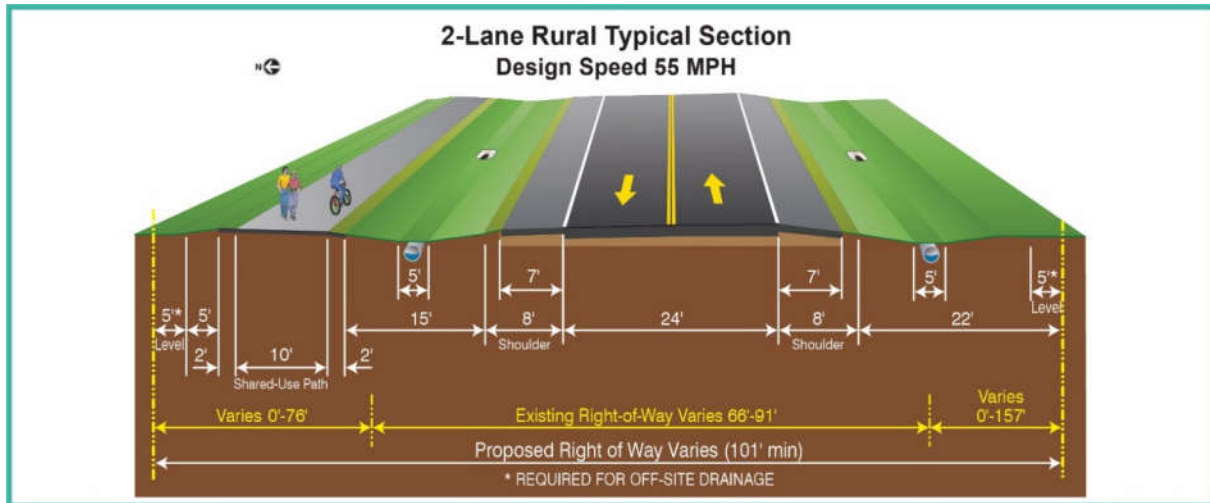 2-Lane Rural Typical Section
Design Speed 55 MPH
N
5'
7'
7'
5'
5'*
Level
5'*
Level
5'
15'
8'
Shoulder
24'
8'
Shoulder
22'
2'
10'
Shared-Use Path
2'
Varies 0'-76'
Existing Right-of-Way Varies 66'-91'
Varies
0'-157'
Proposed Right of Way Varies (101' min)
* REQUIRED FOR OFF-SITE DRAINAGE